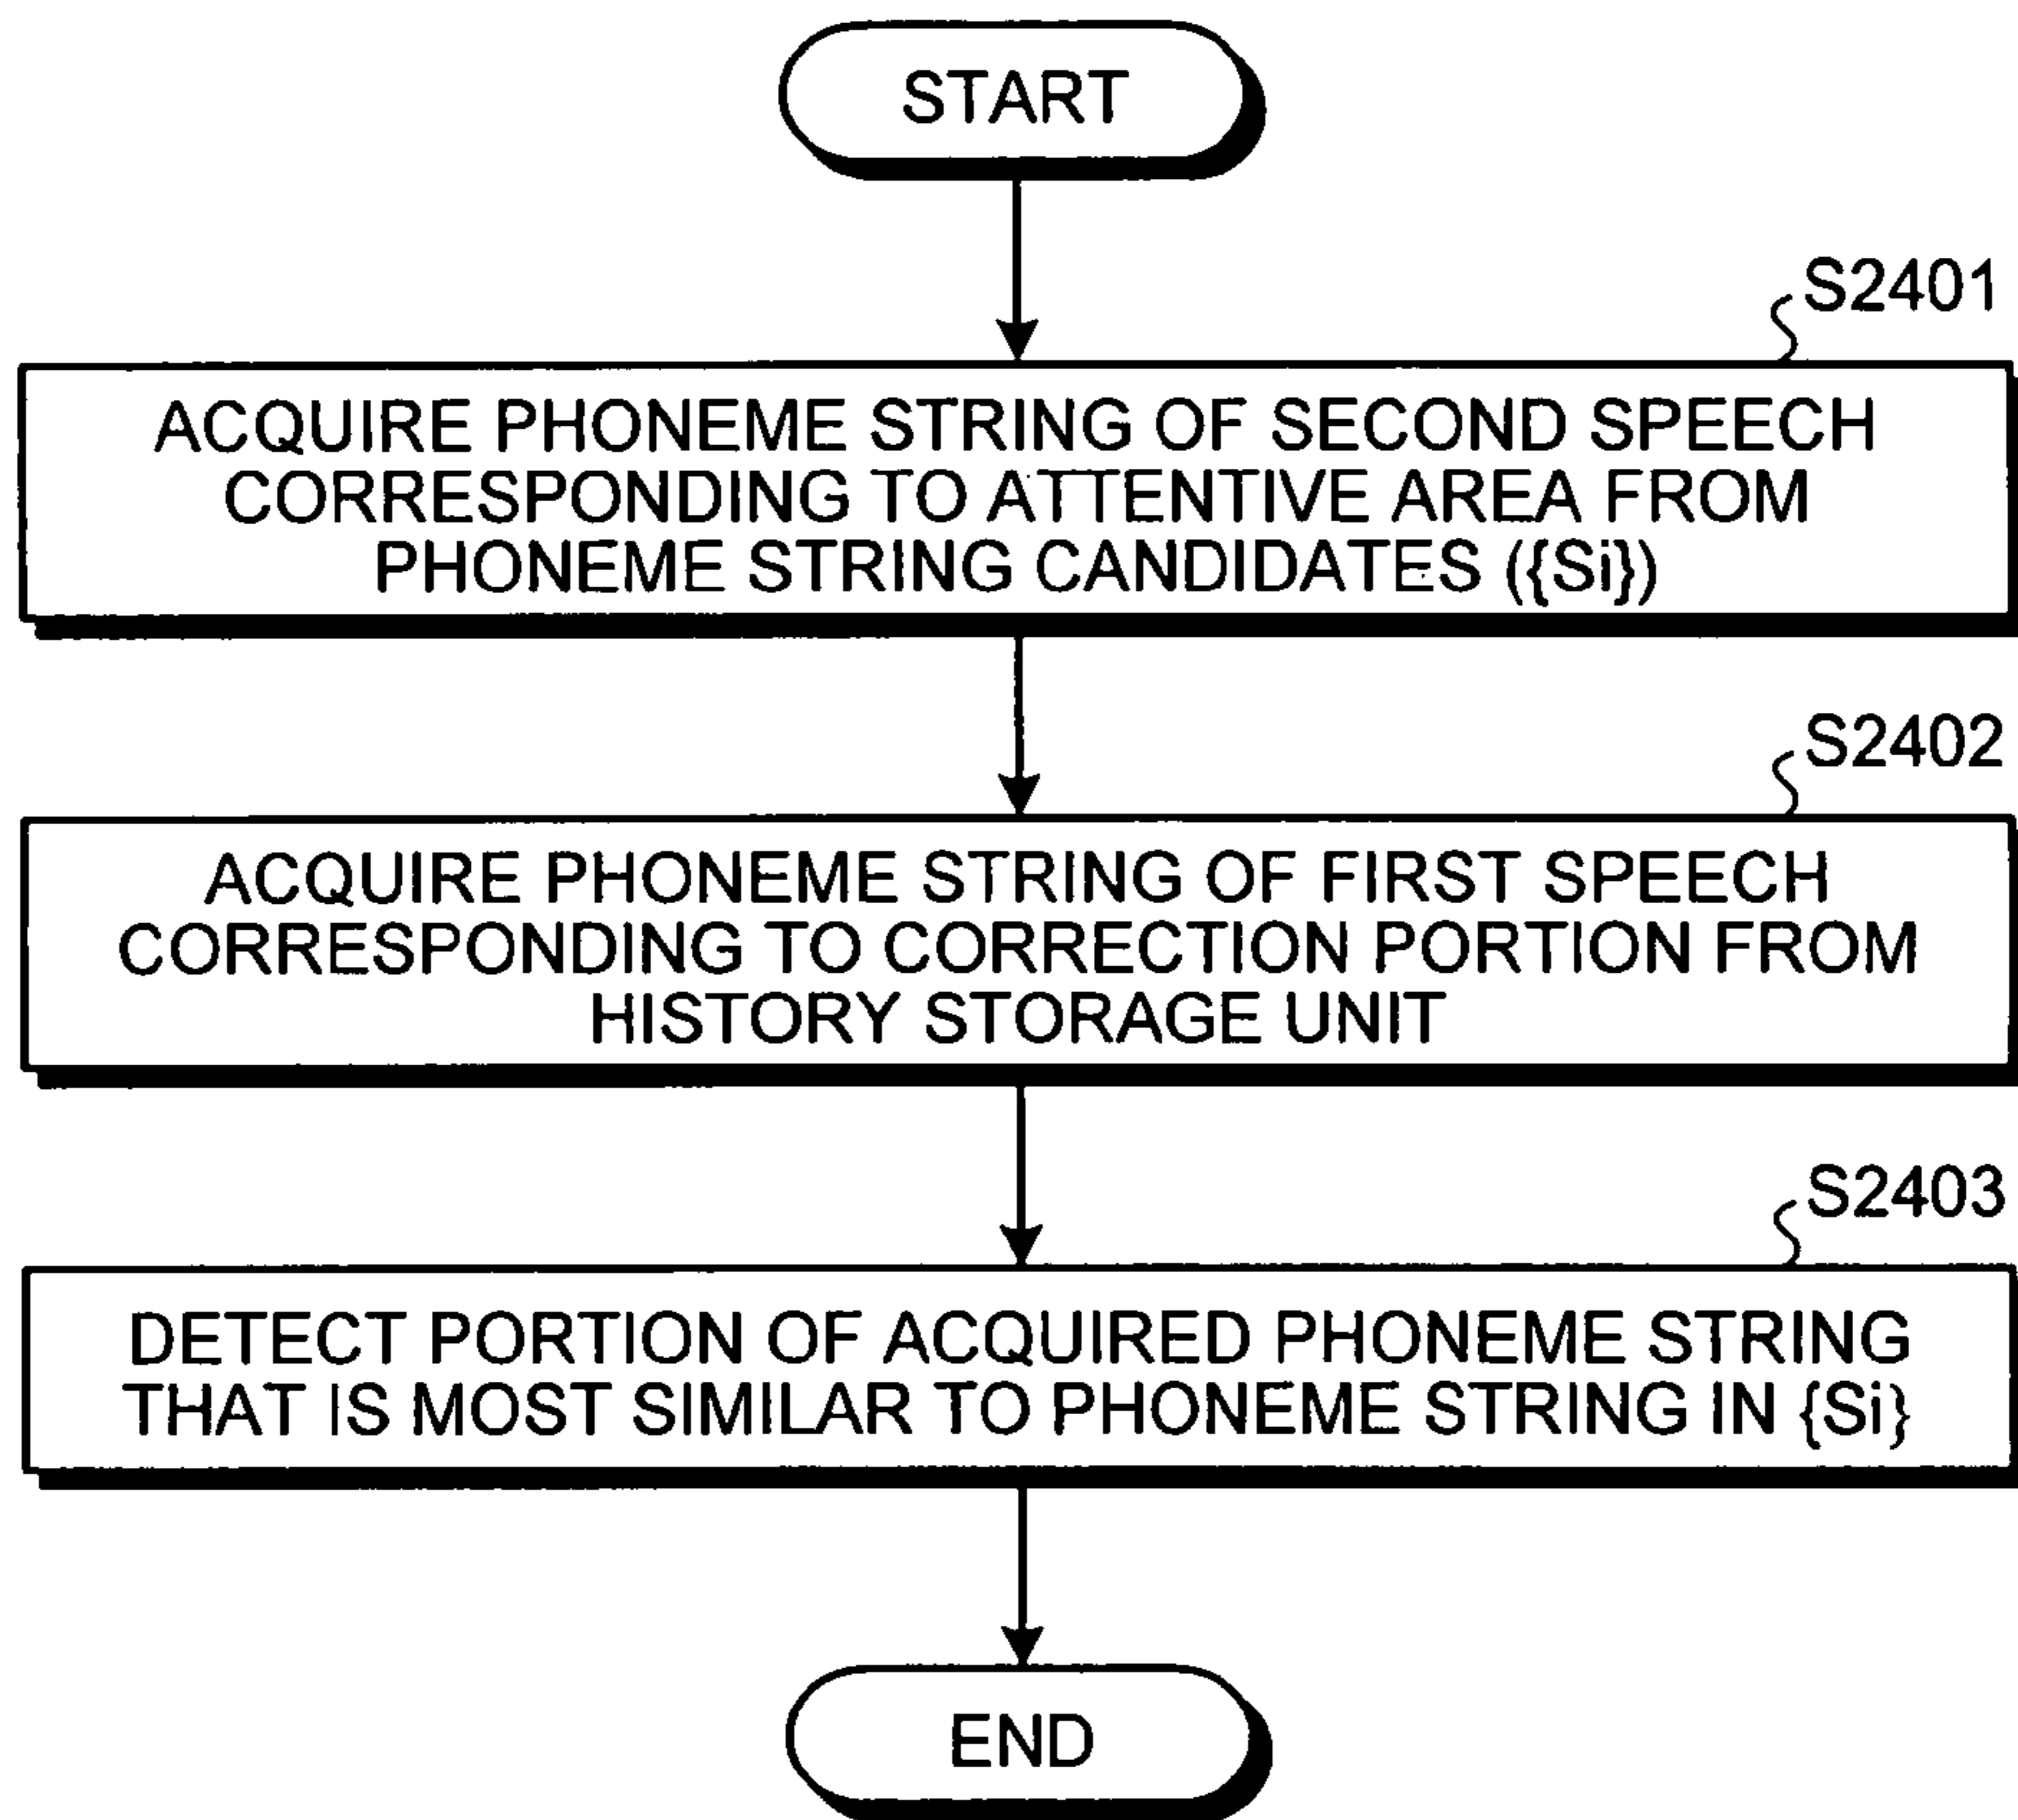 START
S2401
ACQUIRE PHONEME STRING OF SECOND SPEECH
CORRESPONDING TO ATTENTIVE AREA FROM
PHONEME STRING CANDIDATES ({Si})
S2402
ACQUIRE PHONEME STRING OF FIRST SPEECH
CORRESPONDING TO CORRECTION PORTION FROM
HISTORY STORAGE UNIT
S2403
DETECT PORTION OF ACQUIRED PHONEME STRING
THAT IS MOST SIMILAR TO PHONEME STRING IN {Si}
END